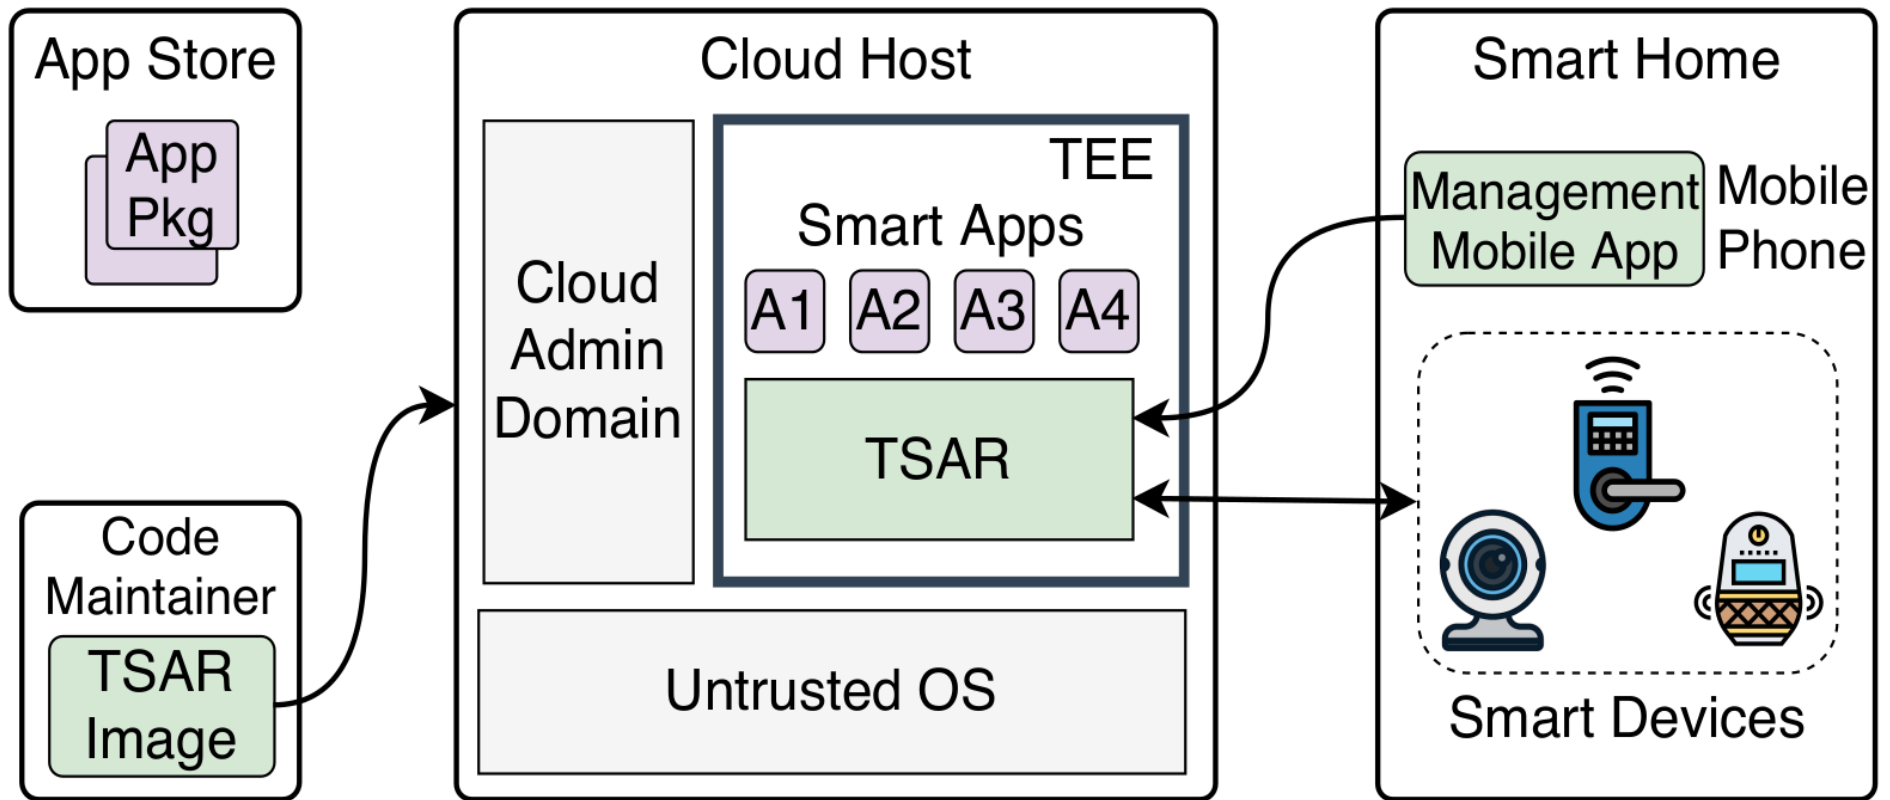 App Store
App
Pkg
Code
Maintainer
TSAR
Image
Cloud Host
Cloud
Admin
Domain
TEE
Smart Apps
A1 A2 A3 A4
TSAR
Untrusted OS
Smart Home
Management
Mobile App
Mobile
Phone
Smart Devices